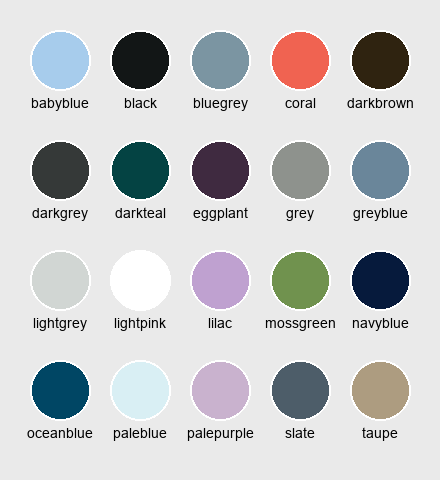 babyblue black bluegrey coral darkbrown
darkgrey darkteal eggplant grey greyblue
lightgrey lightpink lilac mossgreen navyblue
oceanblue paleblue palepurple slate taupe